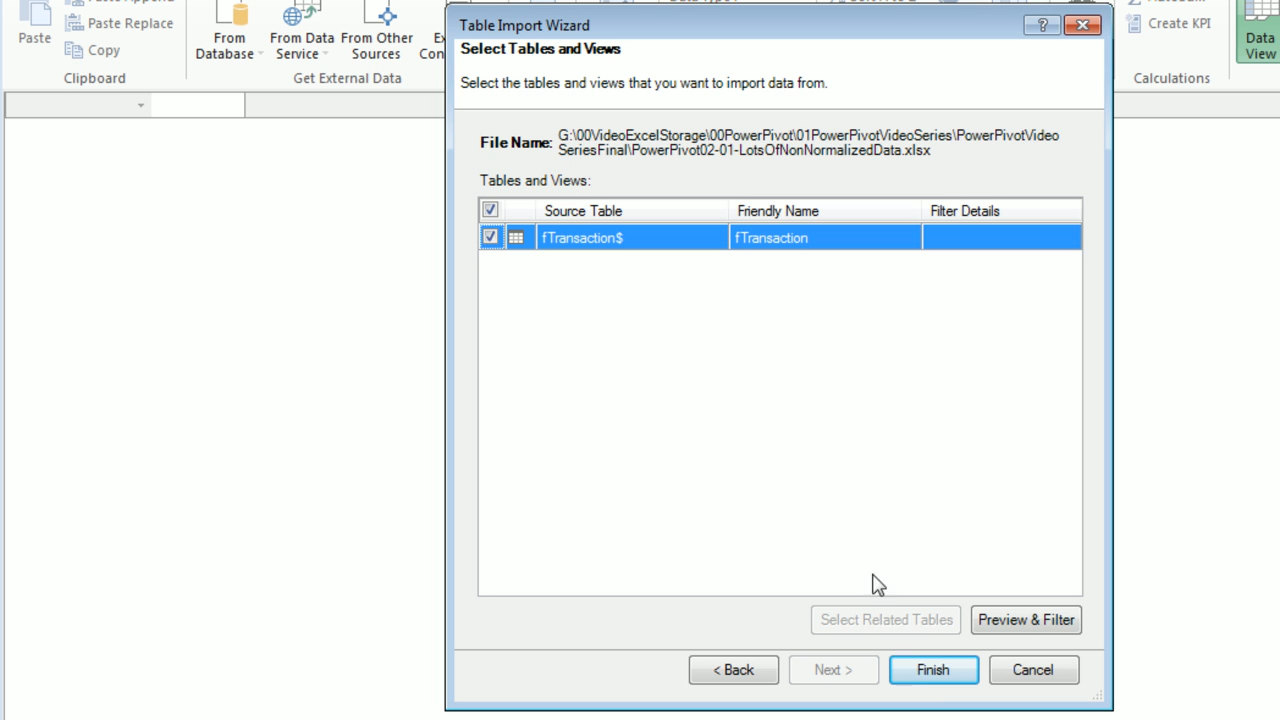 Paste
Paste Append
Paste Replace
Copy
Clipboard
From
Database
From Data
Service
From Other
Sources
Get External Data
Table Import Wizard
Select Tables and Views
Select the tables and views that you want to import data from.
File Name:
G:\00VideoExcelStorage\00PowerPivot\01PowerPivotVideoSeries\PowerPivotVideo
SeriesFinal\PowerPivot02-01-LotsOfNonNormalizedData.xlsx
Tables and Views:
Source Table Friendly Name Filter Details
fTransaction$ fTransaction
Select Related Tables Preview & Filter
< Back Next > Finish Cancel
Create KPI
Calculations
Data
View